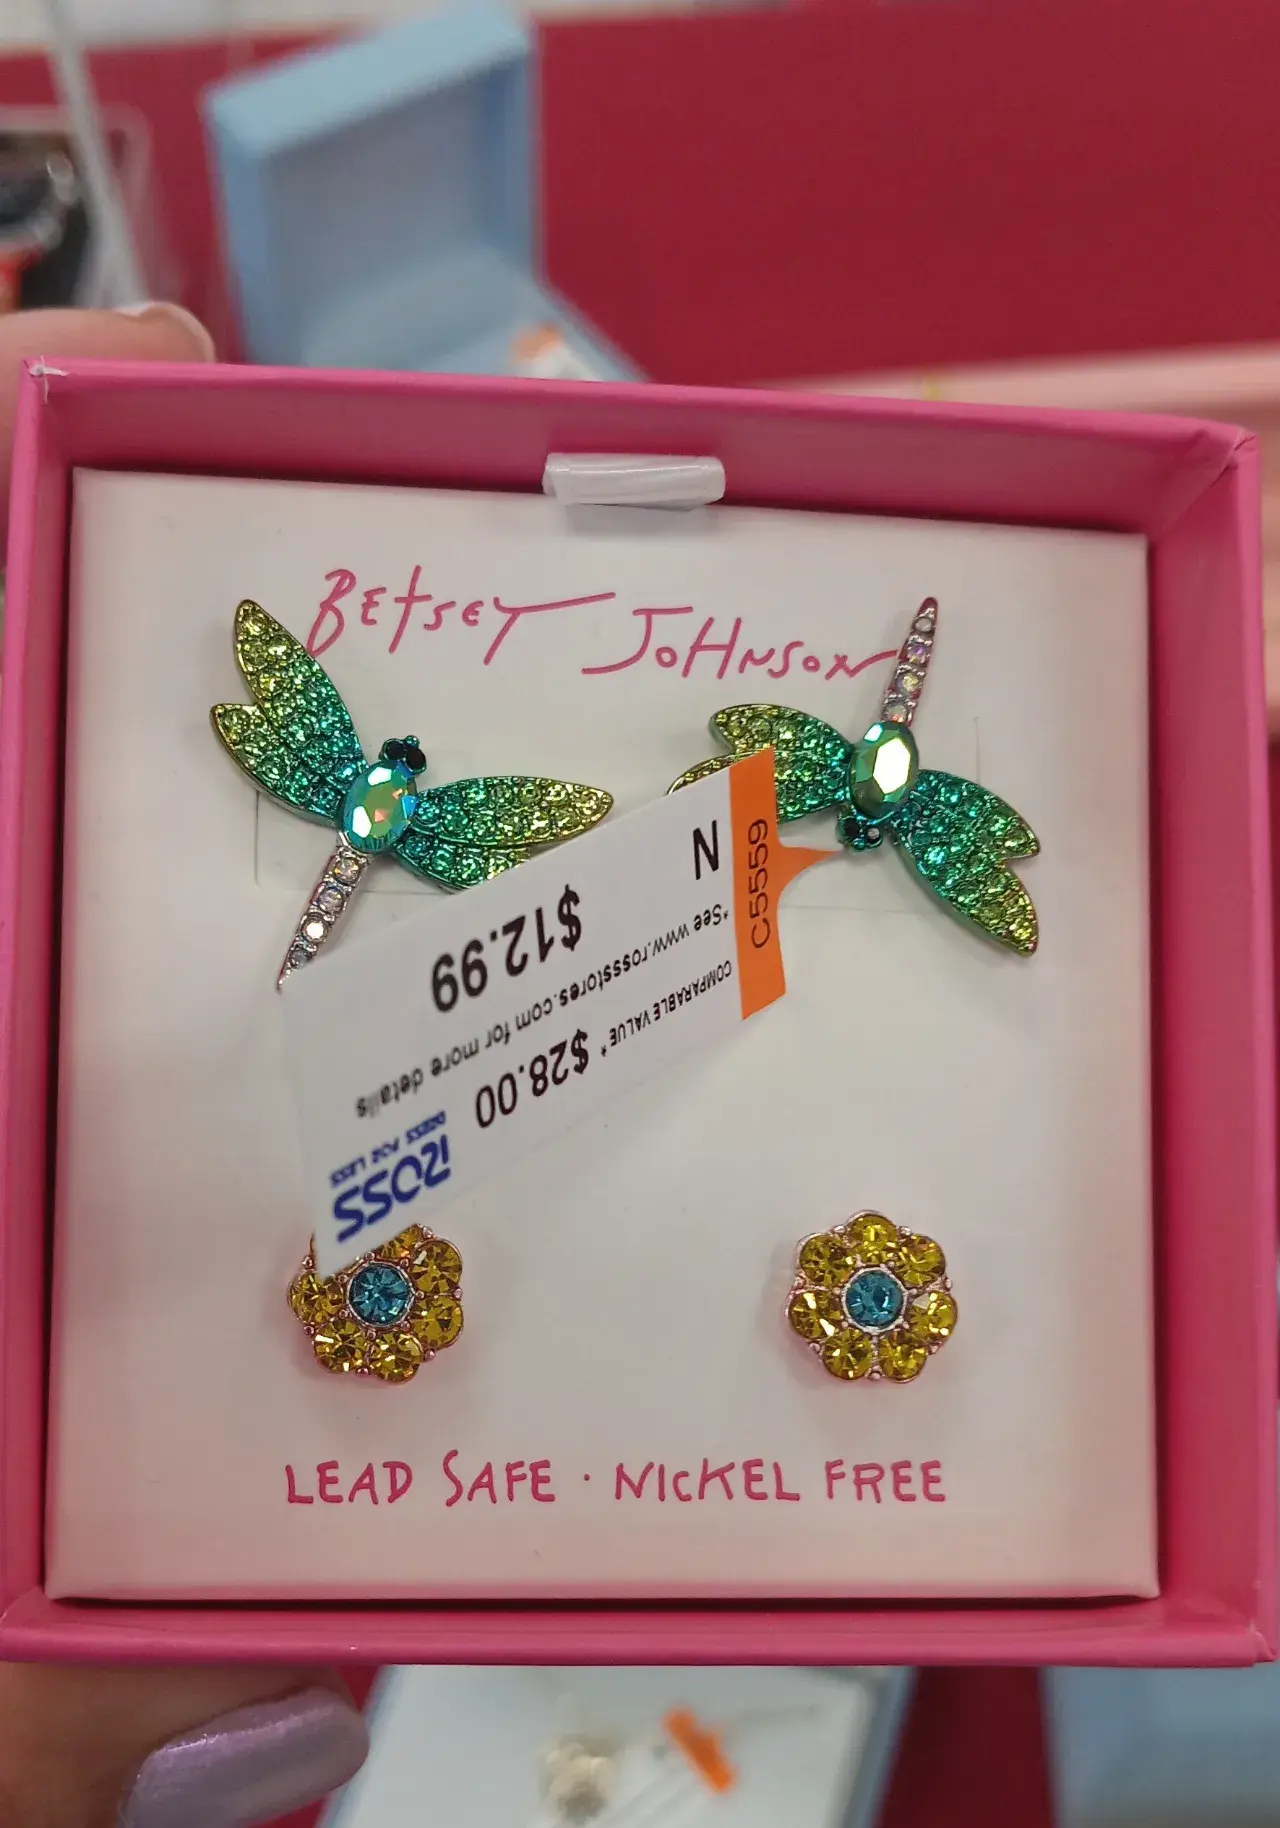 BETSEY JOHNSON
ROSS
DRESS FOR LESS
COMPARABLE VALUE* $28.00
*See www.rossstores.com for more details
$12.99
N
C5559
LEAD SAFE · NICKEL FREE